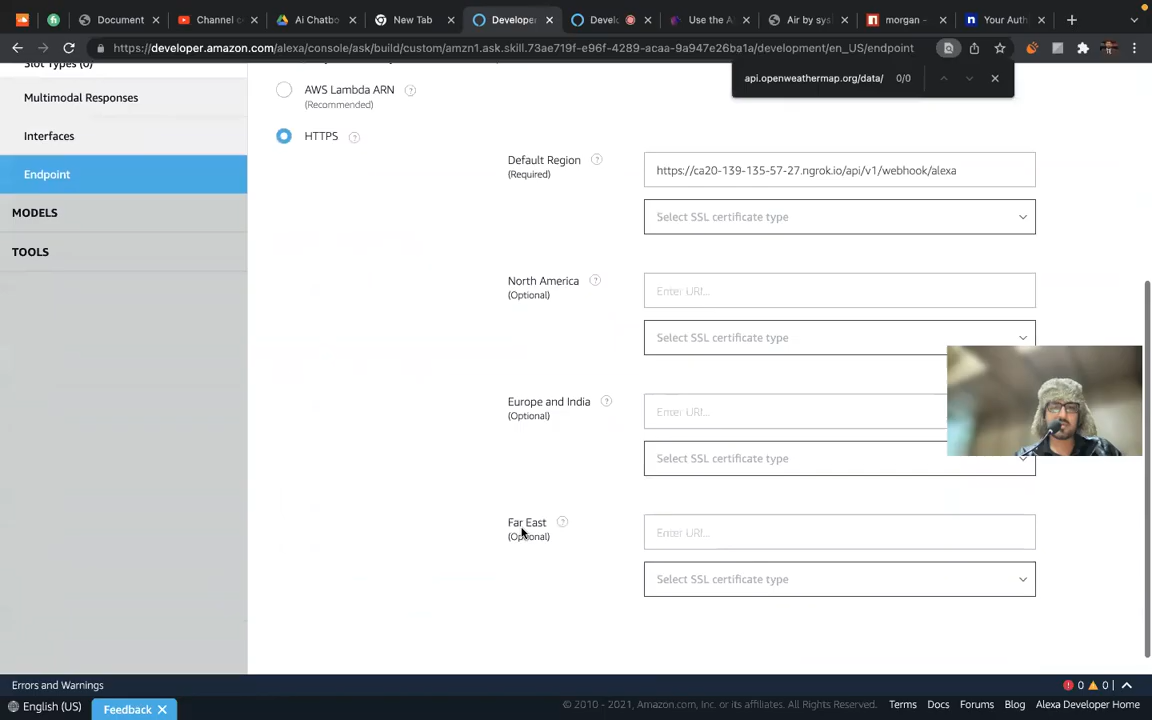 Document
Channel c
Ai Chatbo
New Tab
Developer
Develo
Use the A
Air by sys
morgan -
Your Auth
https://developer.amazon.com/alexa/console/ask/build/custom/amzn1.ask.skill.73ae719f-e96f-4289-acaa-9a947e26ba1a/development/en_US/endpoint
api.openweathermap.org/data/ 0/0
Slot Types (0)
Multimodal Responses
Interfaces
Endpoint
MODELS
TOOLS
AWS Lambda ARN
(Recommended)
HTTPS
Default Region
(Required)
https://ca20-139-135-57-27.ngrok.io/api/v1/webhook/alexa
Select SSL certificate type
North America
(Optional)
Enter URI...
Select SSL certificate type
Europe and India
(Optional)
Enter URI...
Select SSL certificate type
Far East
(Optional)
Enter URI...
Select SSL certificate type
Errors and Warnings
0 0
English (US)
Feedback
© 2010 - 2021, Amazon.com, Inc. or its affiliates. All Rights Reserved.
Terms Docs Forums Blog Alexa Developer Home